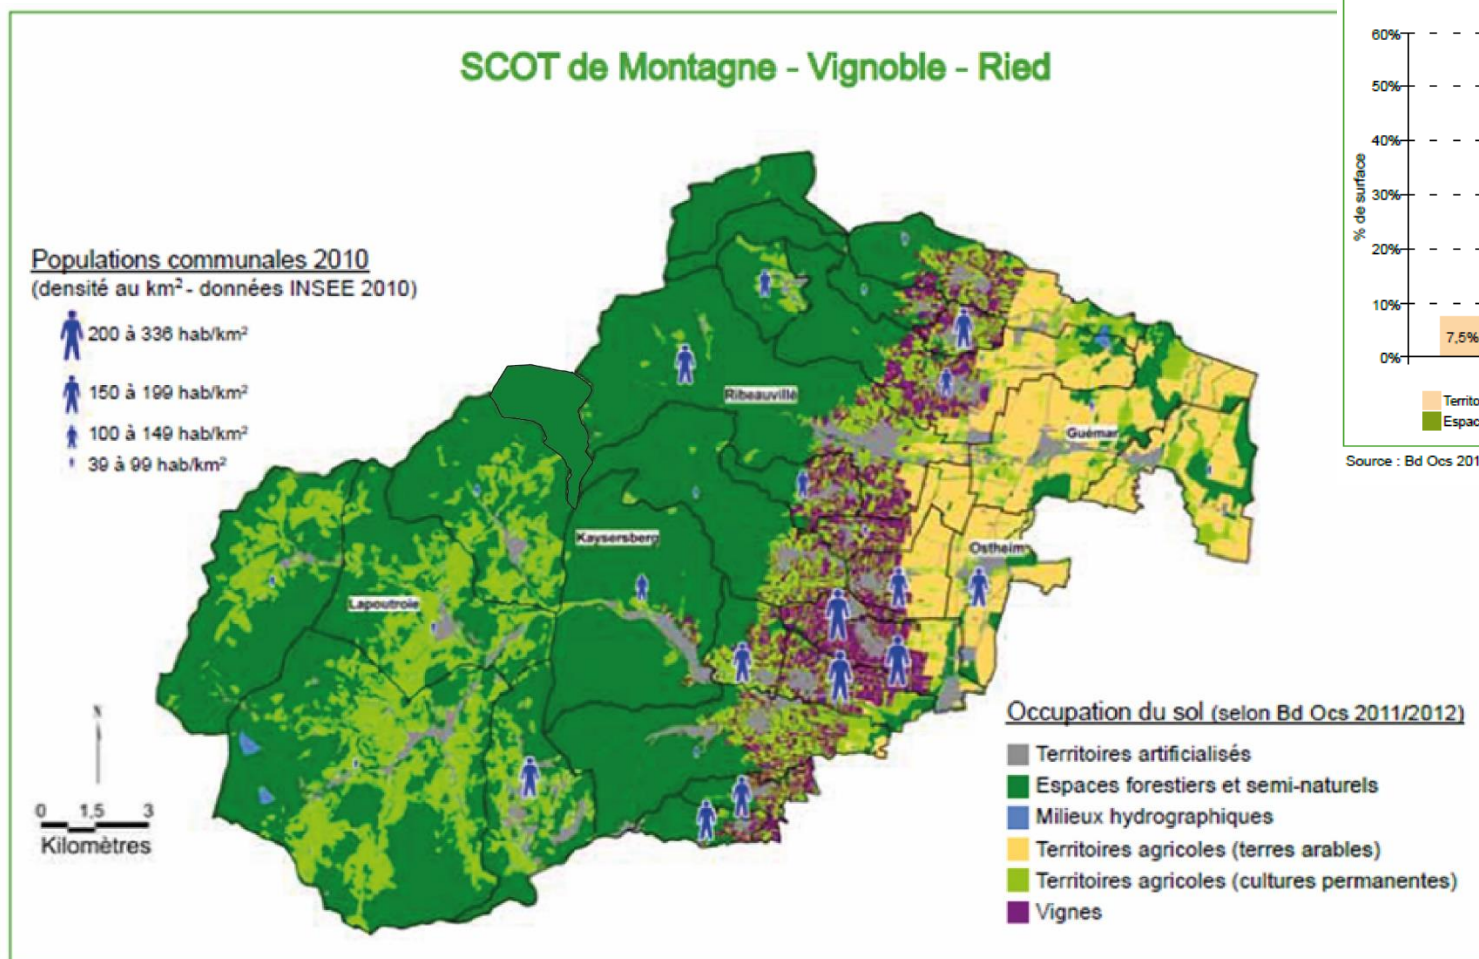 SCOT de Montagne - Vignoble - Ried
Populations communales 2010
(densité au km² - données INSEE 2010)
200 à 336 hab/km²
150 à 199 hab/km²
100 à 149 hab/km²
39 à 99 hab/km²
Ribeauvillé
Guémar
Kaysersberg
Ostheim
Lapoutroie
N
0 1,5 3
Kilomètres
Occupation du sol (selon Bd Ocs 2011/2012)
Territoires artificialisés
Espaces forestiers et semi-naturels
Milieux hydrographiques
Territoires agricoles (terres arables)
Territoires agricoles (cultures permanentes)
Vignes
% de surface
60%
50%
40%
30%
20%
10%
0%
7,5%
Territo
Espac
Source : Bd Ocs 201